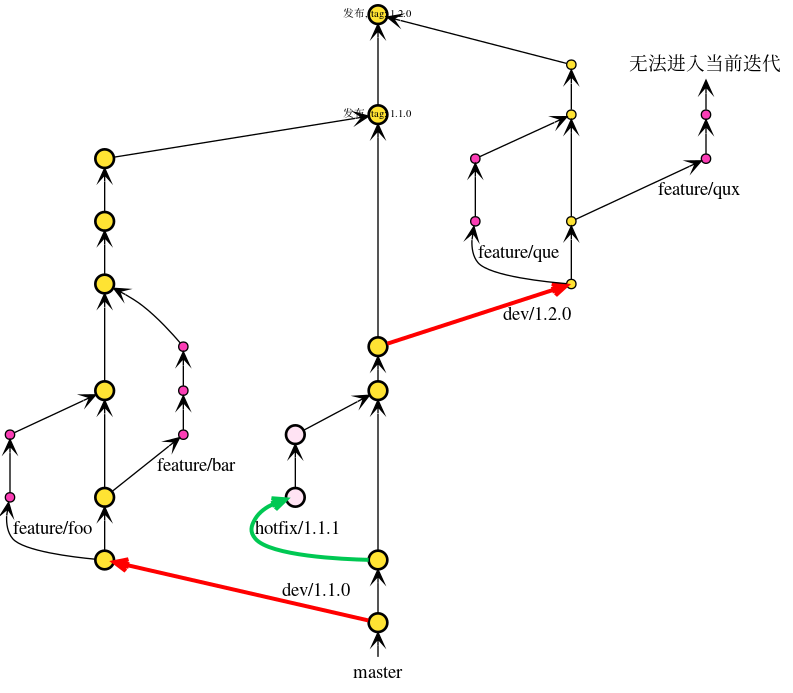 发布, tag: 1.2.0
无法进入当前迭代
发布, tag: 1.1.0
feature/qux
feature/que
dev/1.2.0
feature/bar
feature/foo
hotfix/1.1.1
dev/1.1.0
master